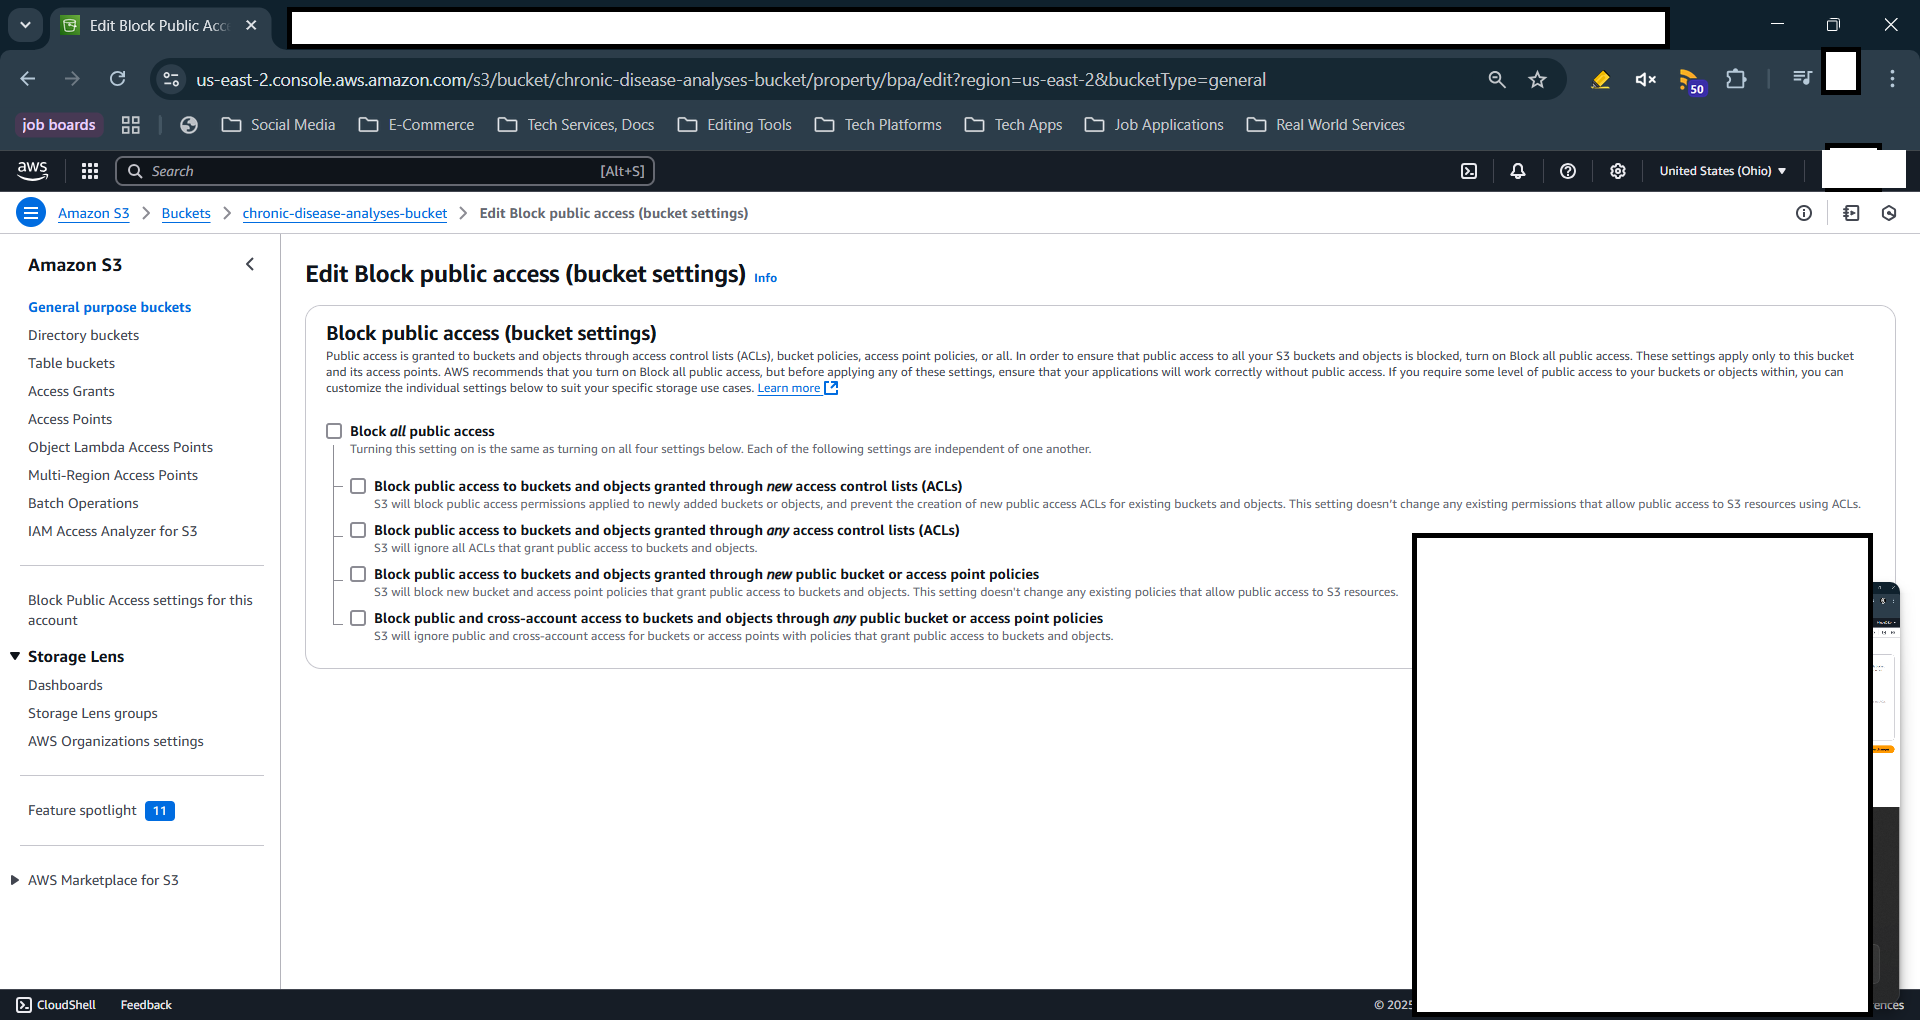 Edit Block Public Acc
us-east-2.console.aws.amazon.com/s3/bucket/chronic-disease-analyses-bucket/property/bpa/edit?region=us-east-2&bucketType=general
50
job boards
Social Media
E-Commerce
Tech Services, Docs
Editing Tools
Tech Platforms
Tech Apps
Job Applications
Real World Services
aws
Search
[Alt+S]
United States (Ohio)
Amazon S3
Buckets
chronic-disease-analyses-bucket
Edit Block public access (bucket settings)
Amazon S3
General purpose buckets
Directory buckets
Table buckets
Access Grants
Access Points
Object Lambda Access Points
Multi-Region Access Points
Batch Operations
IAM Access Analyzer for S3
Block Public Access settings for this
account
Storage Lens
Dashboards
Storage Lens groups
AWS Organizations settings
Feature spotlight 11
AWS Marketplace for S3
Edit Block public access (bucket settings) Info
Block public access (bucket settings)
Public access is granted to buckets and objects through access control lists (ACLs), bucket policies, access point policies, or all. In order to ensure that public access to all your S3 buckets and objects is blocked, turn on Block all public access. These settings apply only to this bucket
and its access points. AWS recommends that you turn on Block all public access, but before applying any of these settings, ensure that your applications will work correctly without public access. If you require some level of public access to your buckets or objects within, you can
customize the individual settings below to suit your specific storage use cases. Learn more
Block all public access
Turning this setting on is the same as turning on all four settings below. Each of the following settings are independent of one another.
Block public access to buckets and objects granted through new access control lists (ACLs)
S3 will block public access permissions applied to newly added buckets or objects, and prevent the creation of new public access ACLs for existing buckets and objects. This setting doesn't change any existing permissions that allow public access to S3 resources using ACLs.
Block public access to buckets and objects granted through any access control lists (ACLs)
S3 will ignore all ACLs that grant public access to buckets and objects.
Block public access to buckets and objects granted through new public bucket or access point policies
S3 will block new bucket and access point policies that grant public access to buckets and objects. This setting doesn't change any existing policies that allow public access to S3 resources.
Block public and cross-account access to buckets and objects through any public bucket or access point policies
S3 will ignore public and cross-account access for buckets or access points with policies that grant public access to buckets and objects.
CloudShell
Feedback
© 2025
ences